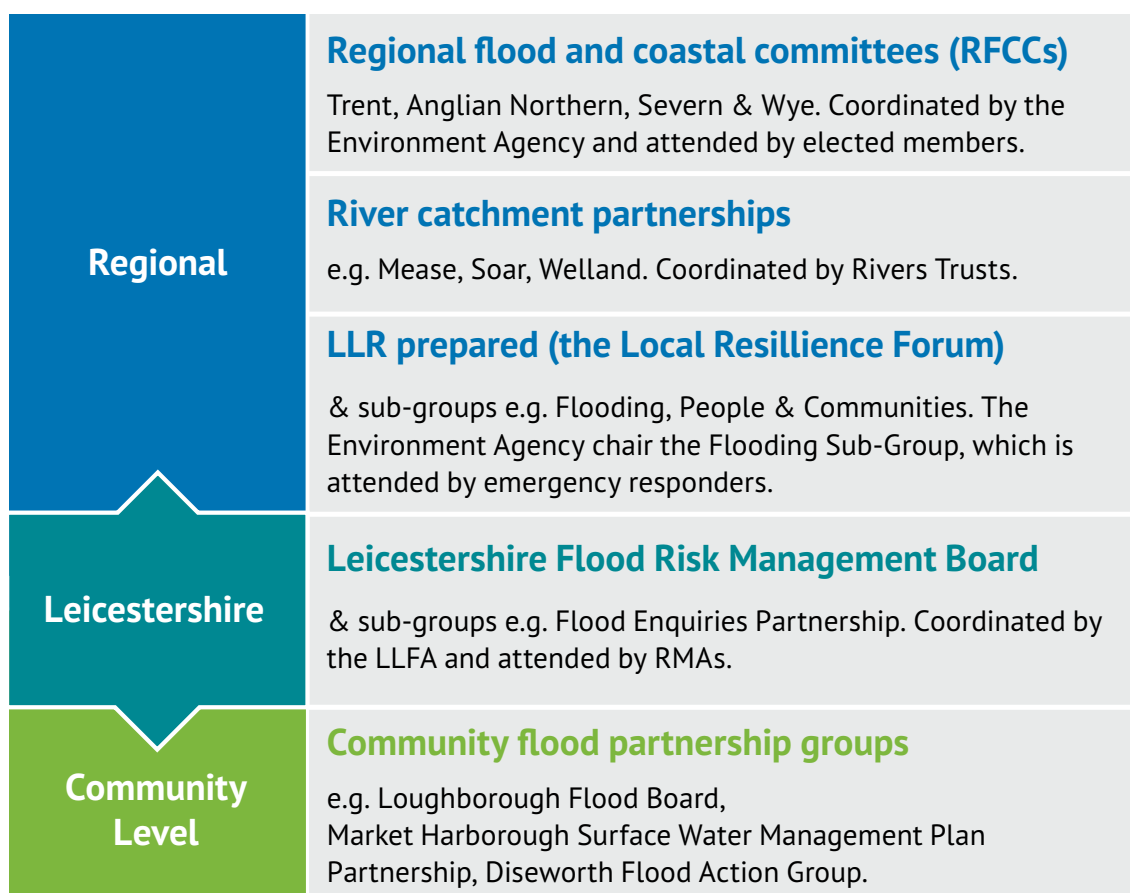 Regional
Regional flood and coastal committees (RFCCs)
Trent, Anglian Northern, Severn & Wye. Coordinated by the
Environment Agency and attended by elected members.
River catchment partnerships
e.g. Mease, Soar, Welland. Coordinated by Rivers Trusts.
LLR prepared (the Local Resillience Forum)
& sub-groups e.g. Flooding, People & Communities. The
Environment Agency chair the Flooding Sub-Group, which is
attended by emergency responders.
Leicestershire
Leicestershire Flood Risk Management Board
& sub-groups e.g. Flood Enquiries Partnership. Coordinated by
the LLFA and attended by RMAs.
Community
Level
Community flood partnership groups
e.g. Loughborough Flood Board,
Market Harborough Surface Water Management Plan
Partnership, Diseworth Flood Action Group.